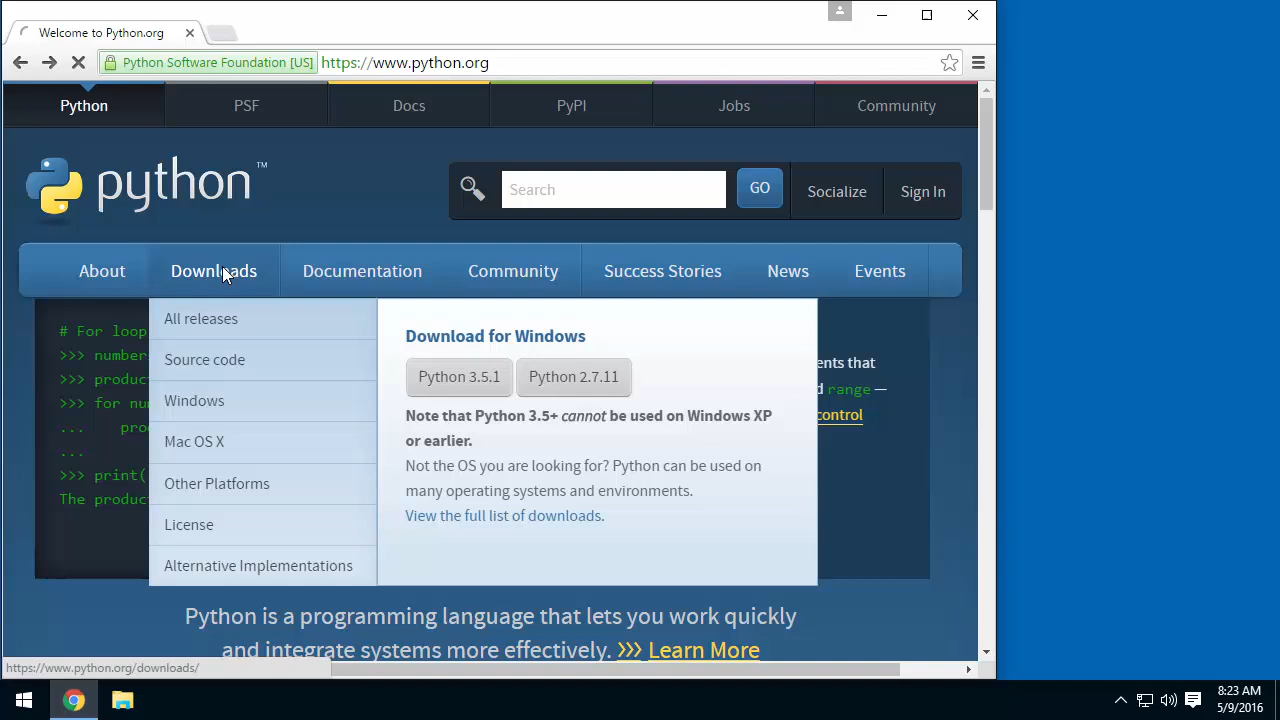 Welcome to Python.org
Python Software Foundation [US] https://www.python.org
Python PSF Docs PyPI Jobs Community
python™
Search GO Socialize Sign In
About Downloads Documentation Community Success Stories News Events
All releases
Source code
Windows
Mac OS X
Other Platforms
License
Alternative Implementations
Download for Windows
Python 3.5.1 Python 2.7.11
Note that Python 3.5+ cannot be used on Windows XP
or earlier.
Not the OS you are looking for? Python can be used on
many operating systems and environments.
View the full list of downloads.
# For loop
>>> number
>>> product
>>> for nu
... pro
...
>>> print(
The produc
range —
control
Python is a programming language that lets you work quickly
and integrate systems more effectively. >>> Learn More
https://www.python.org/downloads/
8:23 AM
5/9/2016